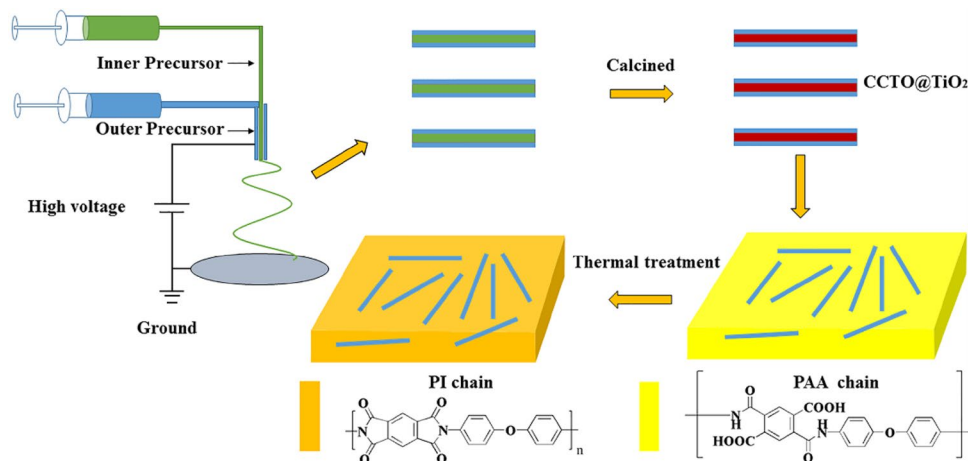 Inner Precursor
Outer Precursor
High voltage
Ground
Calcined
CCTO@TiO₂
Thermal treatment
PI chain
PAA chain
O
O
N
N
O
O
O
n
O
N
H
COOH
HOOC
O
H
N
O